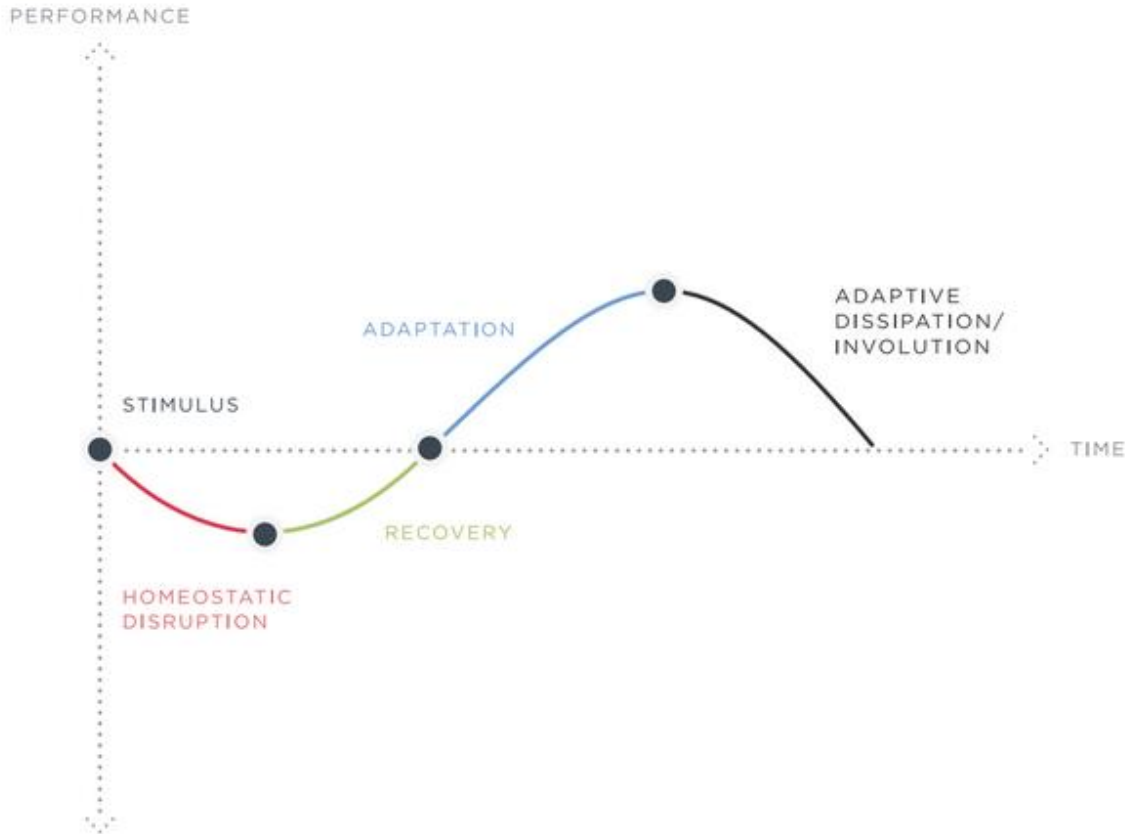 PERFORMANCE
ADAPTIVE
DISSIPATION/
INVOLUTION
ADAPTATION
STIMULUS
TIME
RECOVERY
HOMEOSTATIC
DISRUPTION